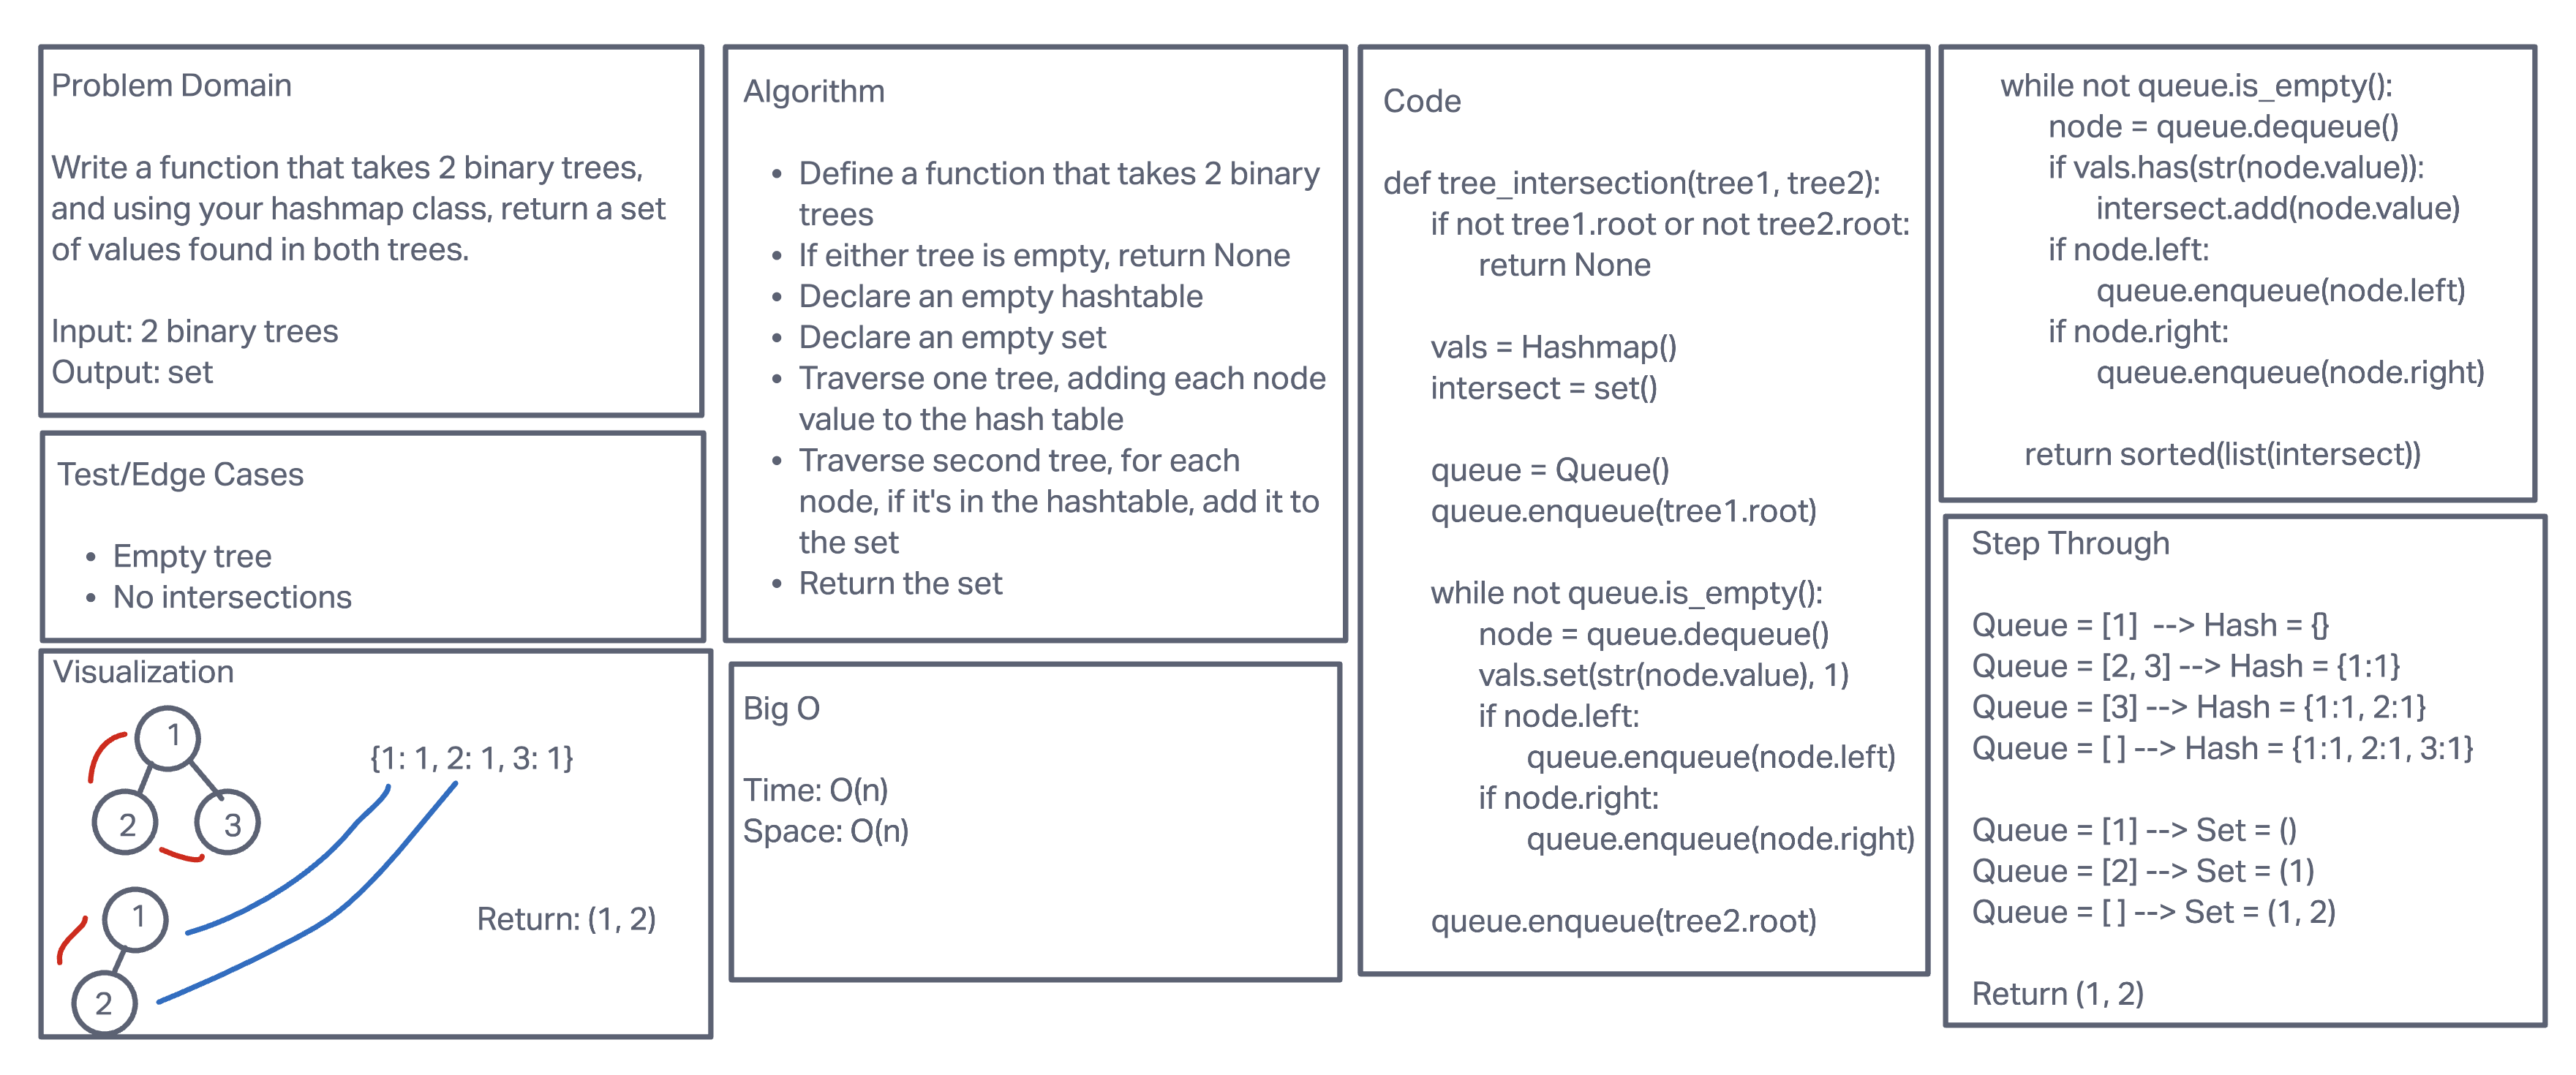 Problem Domain
Write a function that takes 2 binary trees,
and using your hashmap class, return a set
of values found in both trees.
Input: 2 binary trees
Output: set
Test/Edge Cases
• Empty tree
• No intersections
Visualization
1
2
3
{1: 1, 2: 1, 3: 1}
1
2
Return: (1, 2)
Algorithm
• Define a function that takes 2 binary
trees
• If either tree is empty, return None
• Declare an empty hashtable
• Declare an empty set
• Traverse one tree, adding each node
value to the hash table
• Traverse second tree, for each
node, if it's in the hashtable, add it to
the set
• Return the set
Big O
Time: O(n)
Space: O(n)
Code
def tree_intersection(tree1, tree2):
if not tree1.root or not tree2.root:
return None
vals = Hashmap()
intersect = set()
queue = Queue()
queue.enqueue(tree1.root)
while not queue.is_empty():
node = queue.dequeue()
vals.set(str(node.value), 1)
if node.left:
queue.enqueue(node.left)
if node.right:
queue.enqueue(node.right)
queue.enqueue(tree2.root)
while not queue.is_empty():
node = queue.dequeue()
if vals.has(str(node.value)):
intersect.add(node.value)
if node.left:
queue.enqueue(node.left)
if node.right:
queue.enqueue(node.right)
return sorted(list(intersect))
Step Through
Queue = [1] --> Hash = {}
Queue = [2, 3] --> Hash = {1:1}
Queue = [3] --> Hash = {1:1, 2:1}
Queue = [ ] --> Hash = {1:1, 2:1, 3:1}
Queue = [1] --> Set = ()
Queue = [2] --> Set = (1)
Queue = [ ] --> Set = (1, 2)
Return (1, 2)